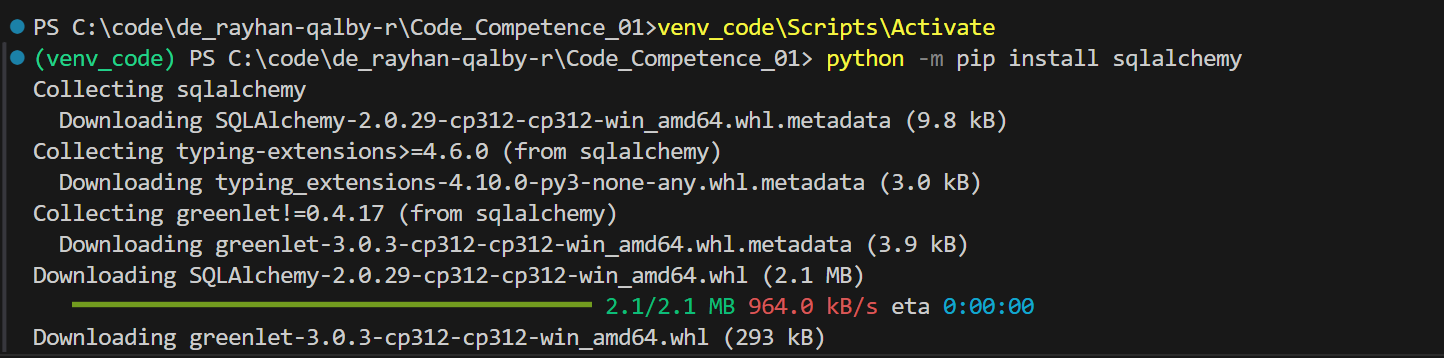 PS C:\code\de_rayhan-qalby-r\Code_Competence_01>venv_code\Scripts\Activate
(venv_code) PS C:\code\de_rayhan-qalby-r\Code_Competence_01> python -m pip install sqlalchemy
Collecting sqlalchemy
  Downloading SQLAlchemy-2.0.29-cp312-cp312-win_amd64.whl.metadata (9.8 kB)
Collecting typing-extensions>=4.6.0 (from sqlalchemy)
  Downloading typing_extensions-4.10.0-py3-none-any.whl.metadata (3.0 kB)
Collecting greenlet!=0.4.17 (from sqlalchemy)
  Downloading greenlet-3.0.3-cp312-cp312-win_amd64.whl.metadata (3.9 kB)
Downloading SQLAlchemy-2.0.29-cp312-cp312-win_amd64.whl (2.1 MB)
2.1/2.1 MB 964.0 kB/s eta 0:00:00
Downloading greenlet-3.0.3-cp312-cp312-win_amd64.whl (293 kB)